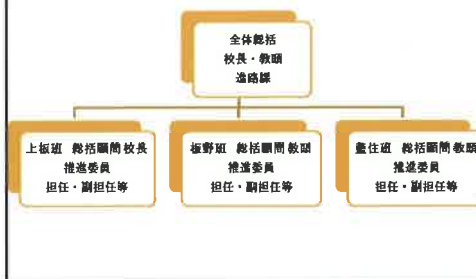 全体総括
校長・教頭
進路課
上板班 総括顧問校長
推進委員
担任・副担任等
板野班 総括顧問教頭
推進委員
担任・副担任等
藍住班 総括顧問教頭
推進委員
担任・副担任等